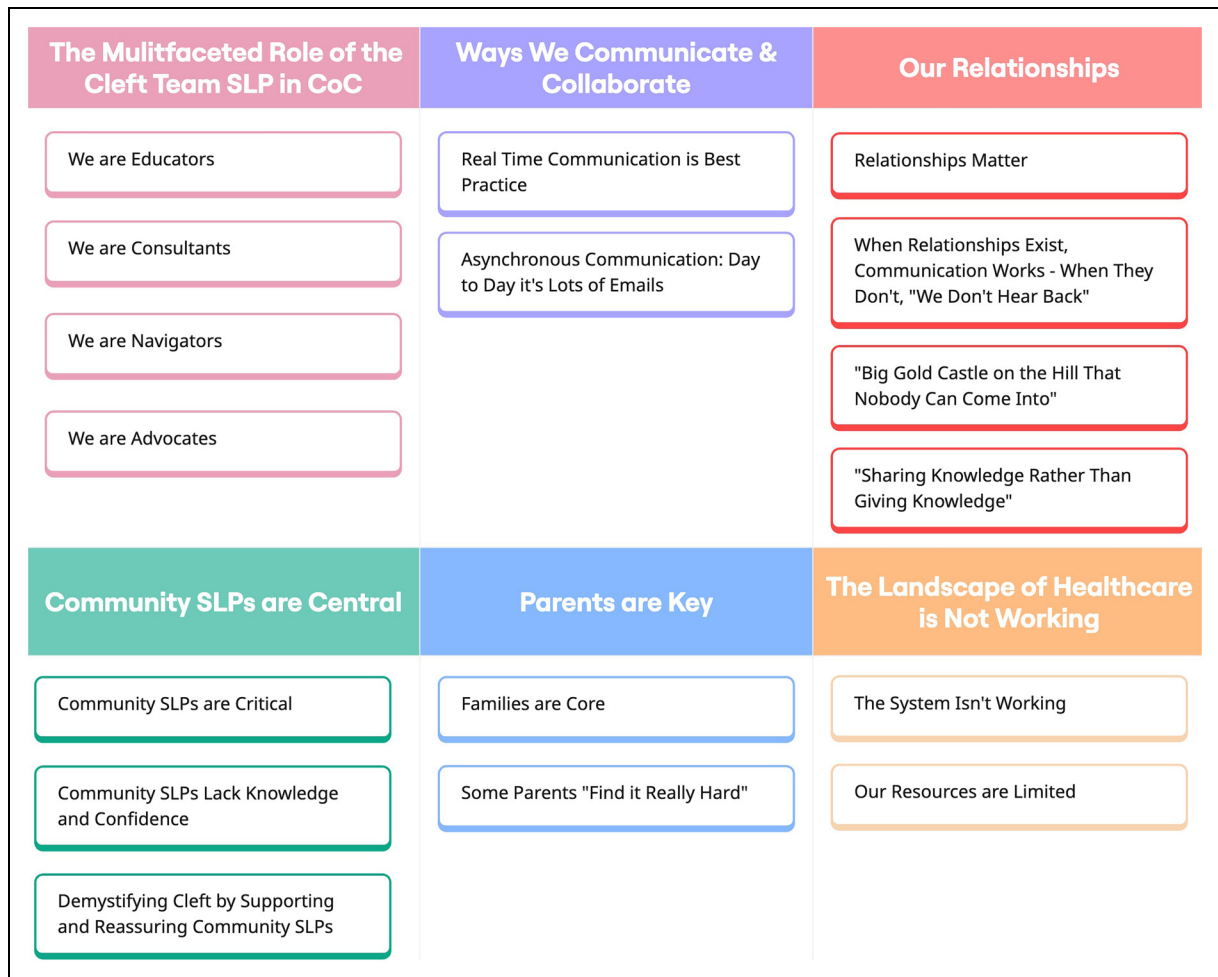 The Mulitfaceted Role of the
Cleft Team SLP in CoC
We are Educators
We are Consultants
We are Navigators
We are Advocates
Ways We Communicate &
Collaborate
Real Time Communication is Best
Practice
Asynchronous Communication: Day
to Day it's Lots of Emails
Our Relationships
Relationships Matter
When Relationships Exist,
Communication Works - When They
Don't, "We Don't Hear Back"
"Big Gold Castle on the Hill That
Nobody Can Come Into"
"Sharing Knowledge Rather Than
Giving Knowledge"
Community SLPs are Central
Community SLPs are Critical
Community SLPs Lack Knowledge
and Confidence
Demystifying Cleft by Supporting
and Reassuring Community SLPs
Parents are Key
Families are Core
Some Parents "Find it Really Hard"
The Landscape of Healthcare
is Not Working
The System Isn't Working
Our Resources are Limited